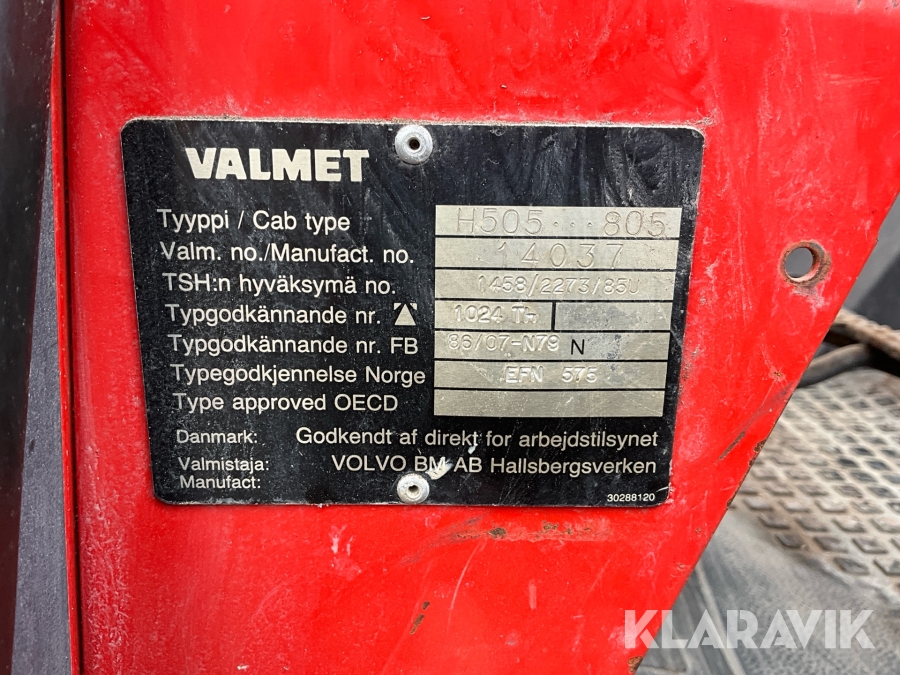 VALMET
Tyyppi / Cab type H505...805
Valm. no./Manufact. no. 14037
TSH:n hyväksymä no. 1458/2273/85U
Typgodkännande nr. 1024 TH
Typgodkännande nr. FB 86/07-N79 N
Typegodkjennelse Norge EFN 575
Type approved OECD
Danmark: Godkendt af direkt for arbejdstilsynet
Valmistaja: VOLVO BM AB Hallsbergsverken
Manufact:
30288120
KLARAVIK